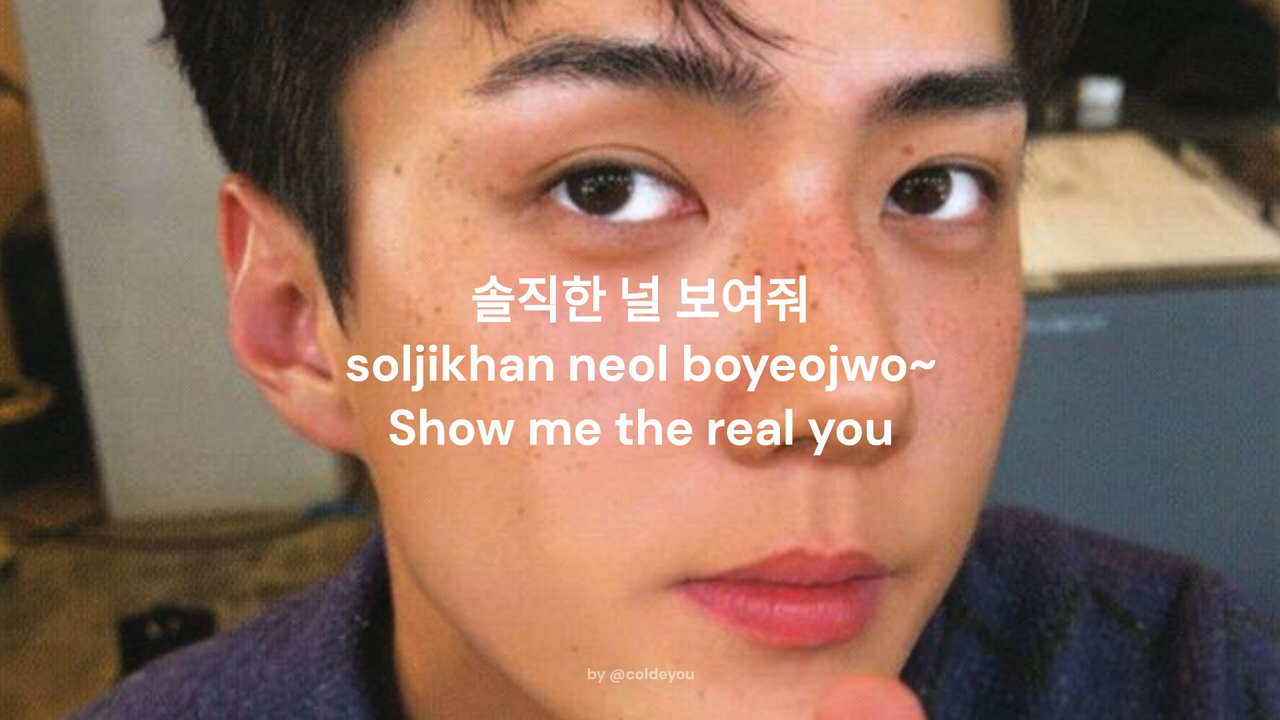 솔직한 널 보여줘
soljikhan neol boyeojwo~
Show me the real you
by @coldeyou